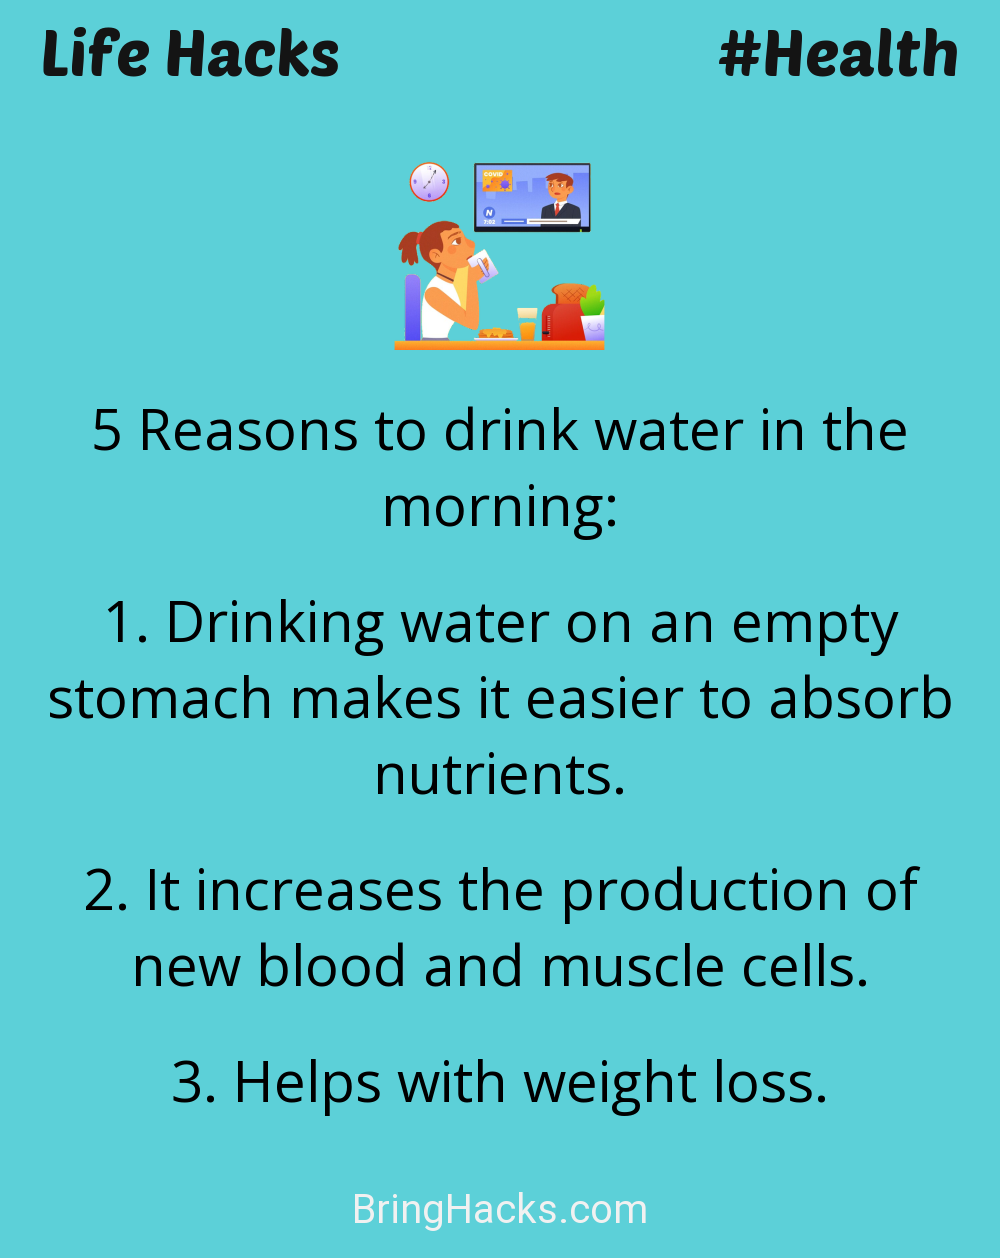 Life Hacks #Health
COVID
N
7:02
5 Reasons to drink water in the
morning:
1. Drinking water on an empty
stomach makes it easier to absorb
nutrients.
2. It increases the production of
new blood and muscle cells.
3. Helps with weight loss.
BringHacks.com